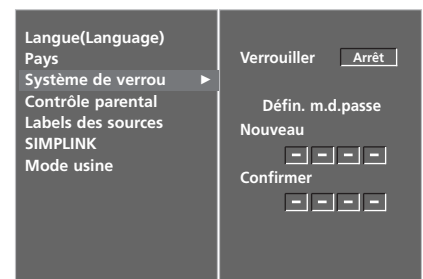 Langue(Language)
Pays
Système de verrou ►
Contrôle parental
Labels des sources
SIMPLINK
Mode usine
Verrouiller Arrêt
Défin. m.d.passe
Nouveau
– – – –
Confirmer
– – – –